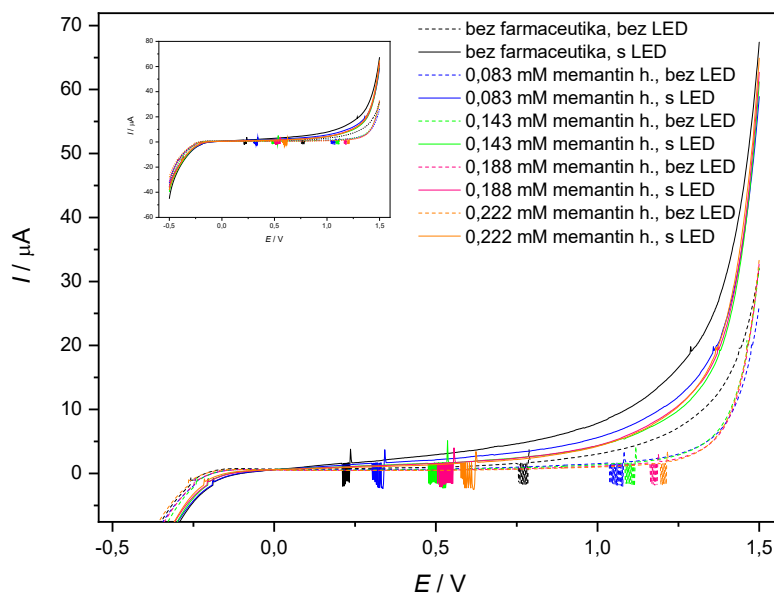 70
60
50
40
30
20
10
0
I / µA
-0,5
0,0
0,5
1,0
1,5
E / V
80
60
40
20
0
-20
-40
-60
I / µA
-0,5
0,0
0,5
1,0
1,5
E / V
bez farmaceutika, bez LED
bez farmaceutika, s LED
0,083 mM memantin h., bez LED
0,083 mM memantin h., s LED
0,143 mM memantin h., bez LED
0,143 mM memantin h., s LED
0,188 mM memantin h., bez LED
0,188 mM memantin h., s LED
0,222 mM memantin h., bez LED
0,222 mM memantin h., s LED